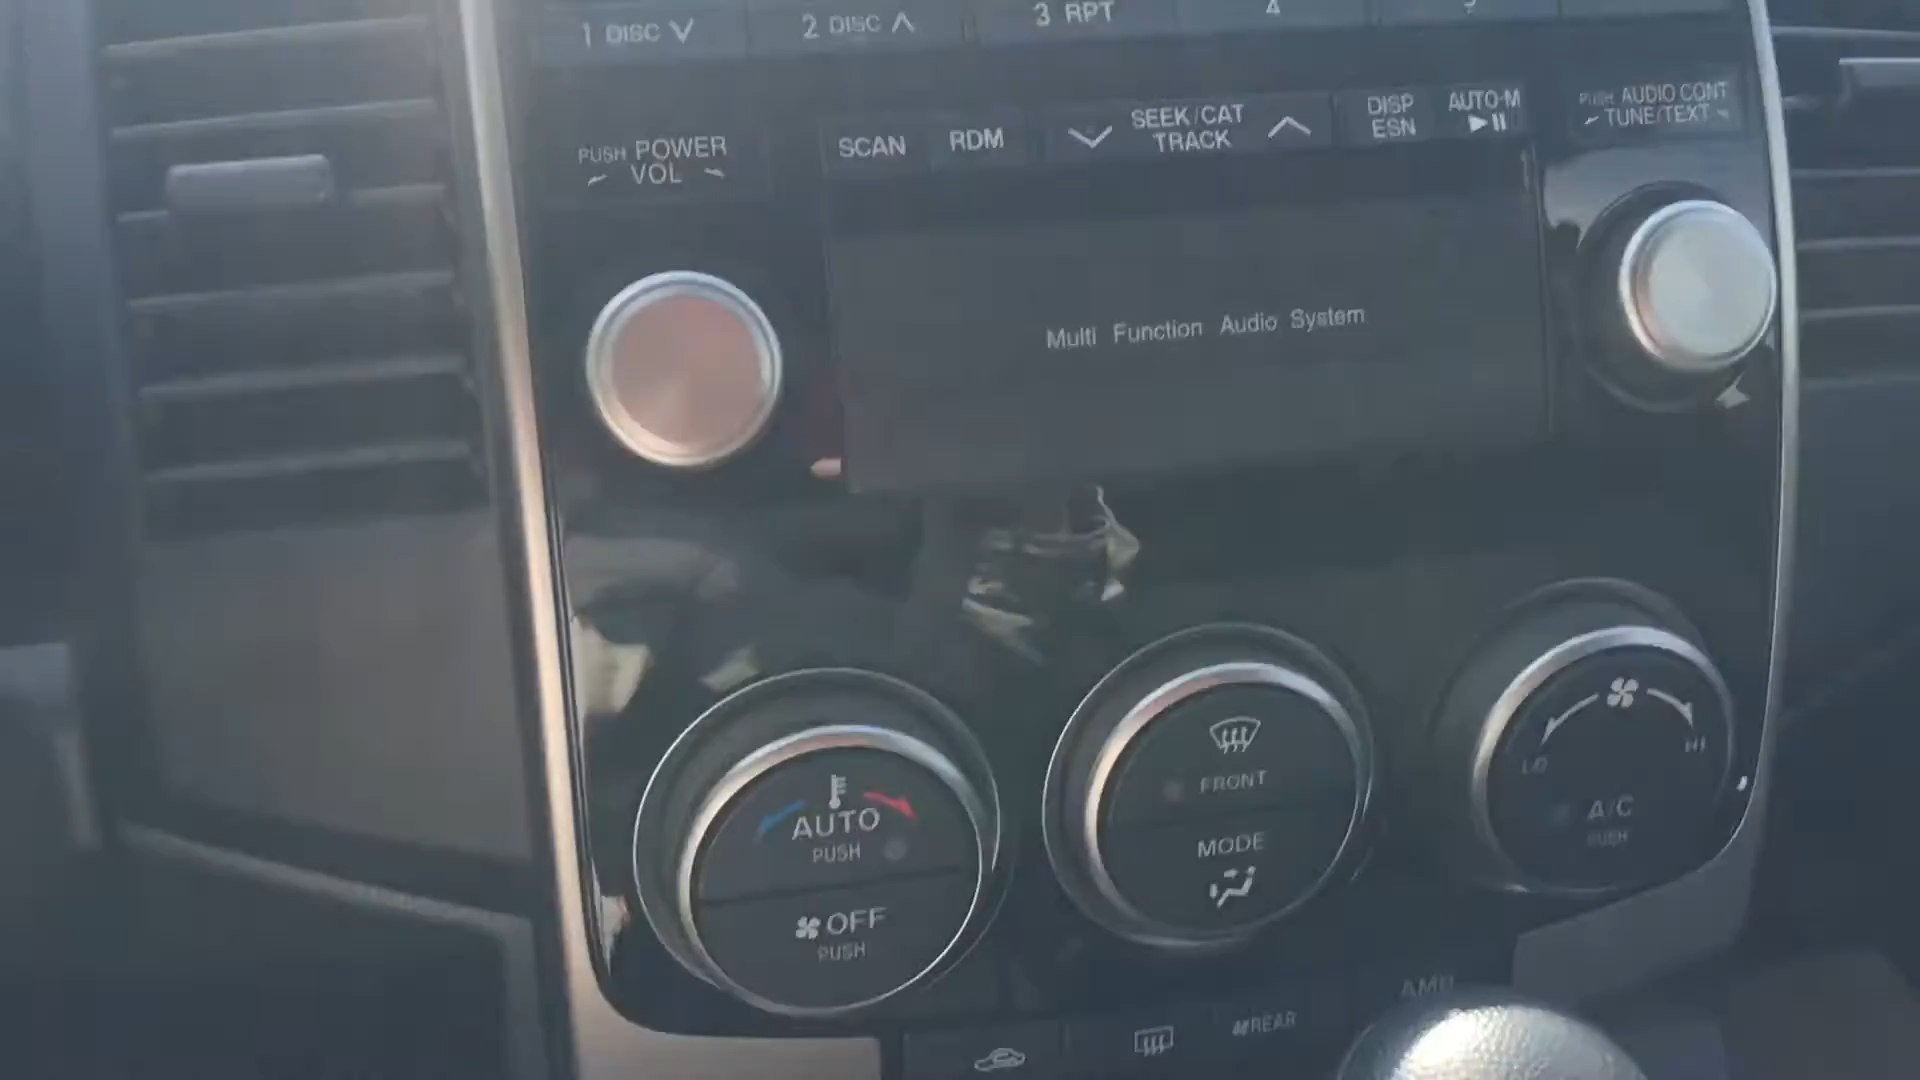 1 DISC
2 DISC
3 RPT
4
PUSH POWER
VOL
SCAN
RDM
SEEK/CAT
TRACK
DISP
ESN
AUTO-M
PUSH AUDIO CONT
TUNE/TEXT
Multi Function Audio System
AUTO
PUSH
OFF
PUSH
FRONT
MODE
LO
HI
A/C
PUSH
REAR